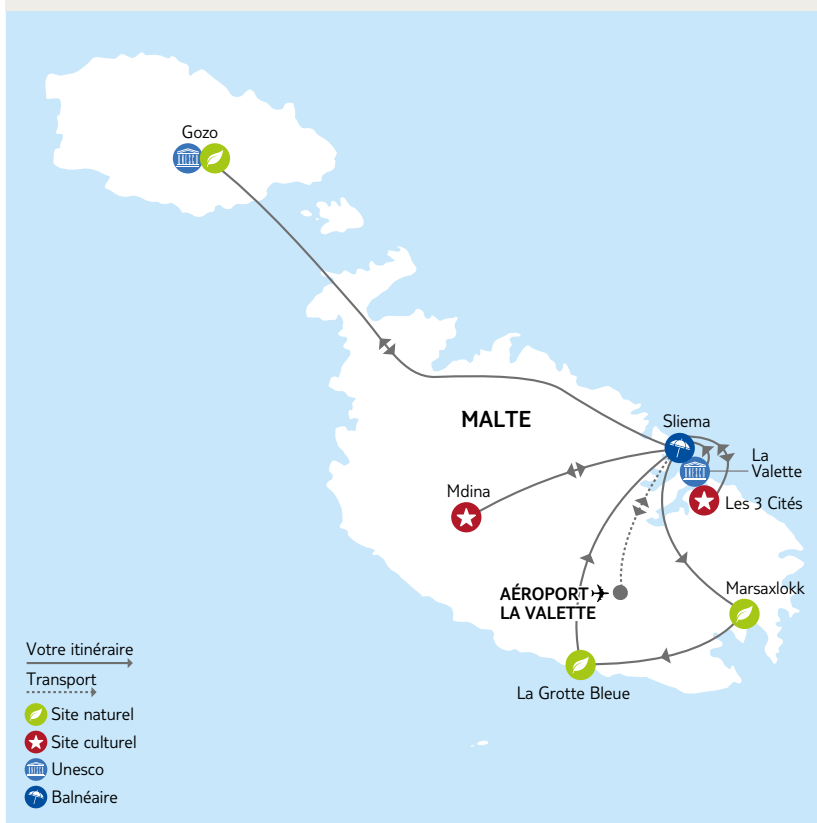 Gozo
MALTE
Sliema
La
Valette
Mdina
Les 3 Cités
AÉROPORT
LA VALETTE
Marsaxlokk
La Grotte Bleue
Votre itinéraire
Transport
Site naturel
Site culturel
Unesco
Balnéaire